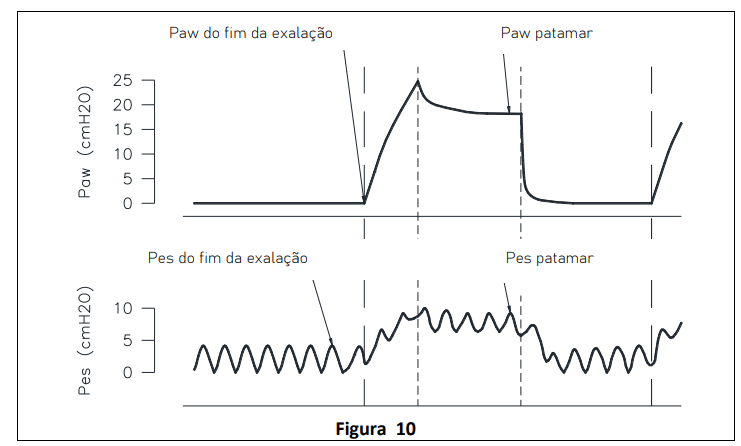 Paw do fim da exalação
Paw patamar
Paw (cmH2O)
25
20
15
10
5
0
Pes do fim da exalação
Pes patamar
Pes (cmH2O)
10
5
0
Figura 10